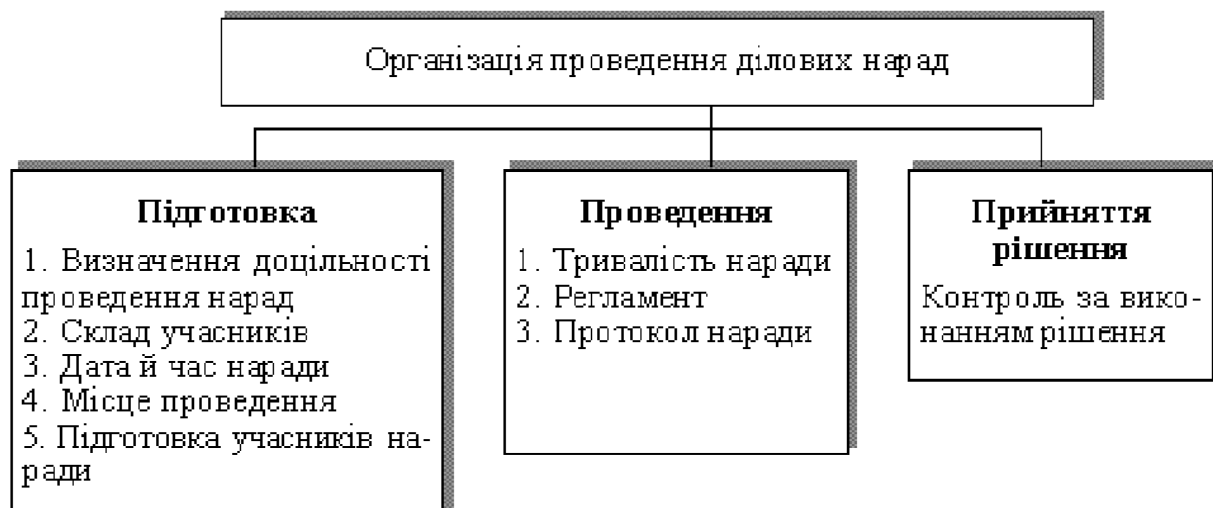 Організація проведення ділових нарад
Підготовка
1. Визначення доцільності
проведення нарад
2. Склад учасників
3. Дата й час наради
4. Місце проведення
5. Підготовка учасників на-
ради
Проведення
1. Тривалість наради
2. Регламент
3. Протокол наради
Прийняття
рішення
Контроль за вико-
нанням рішення